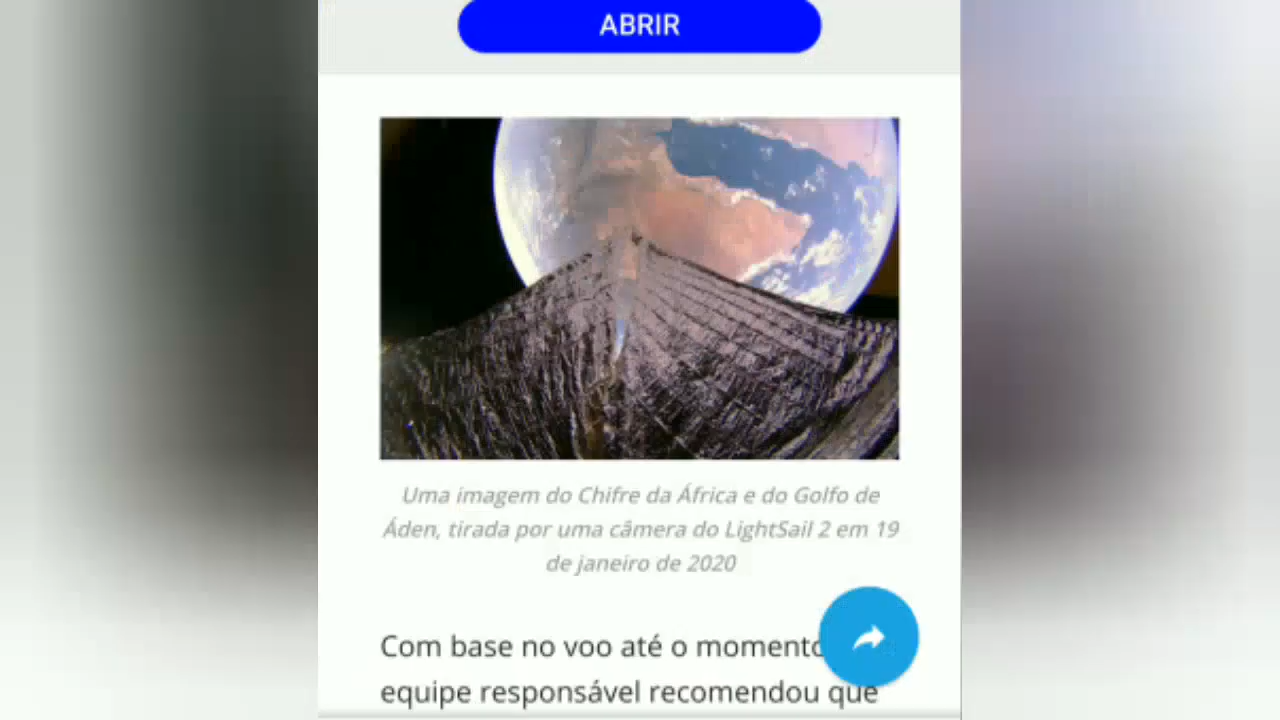 ABRIR
Uma imagem do Chifre da África e do Golfo de
Áden, tirada por uma câmera do LightSail 2 em 19
de janeiro de 2020
Com base no voo até o momento
equipe responsável recomendou que